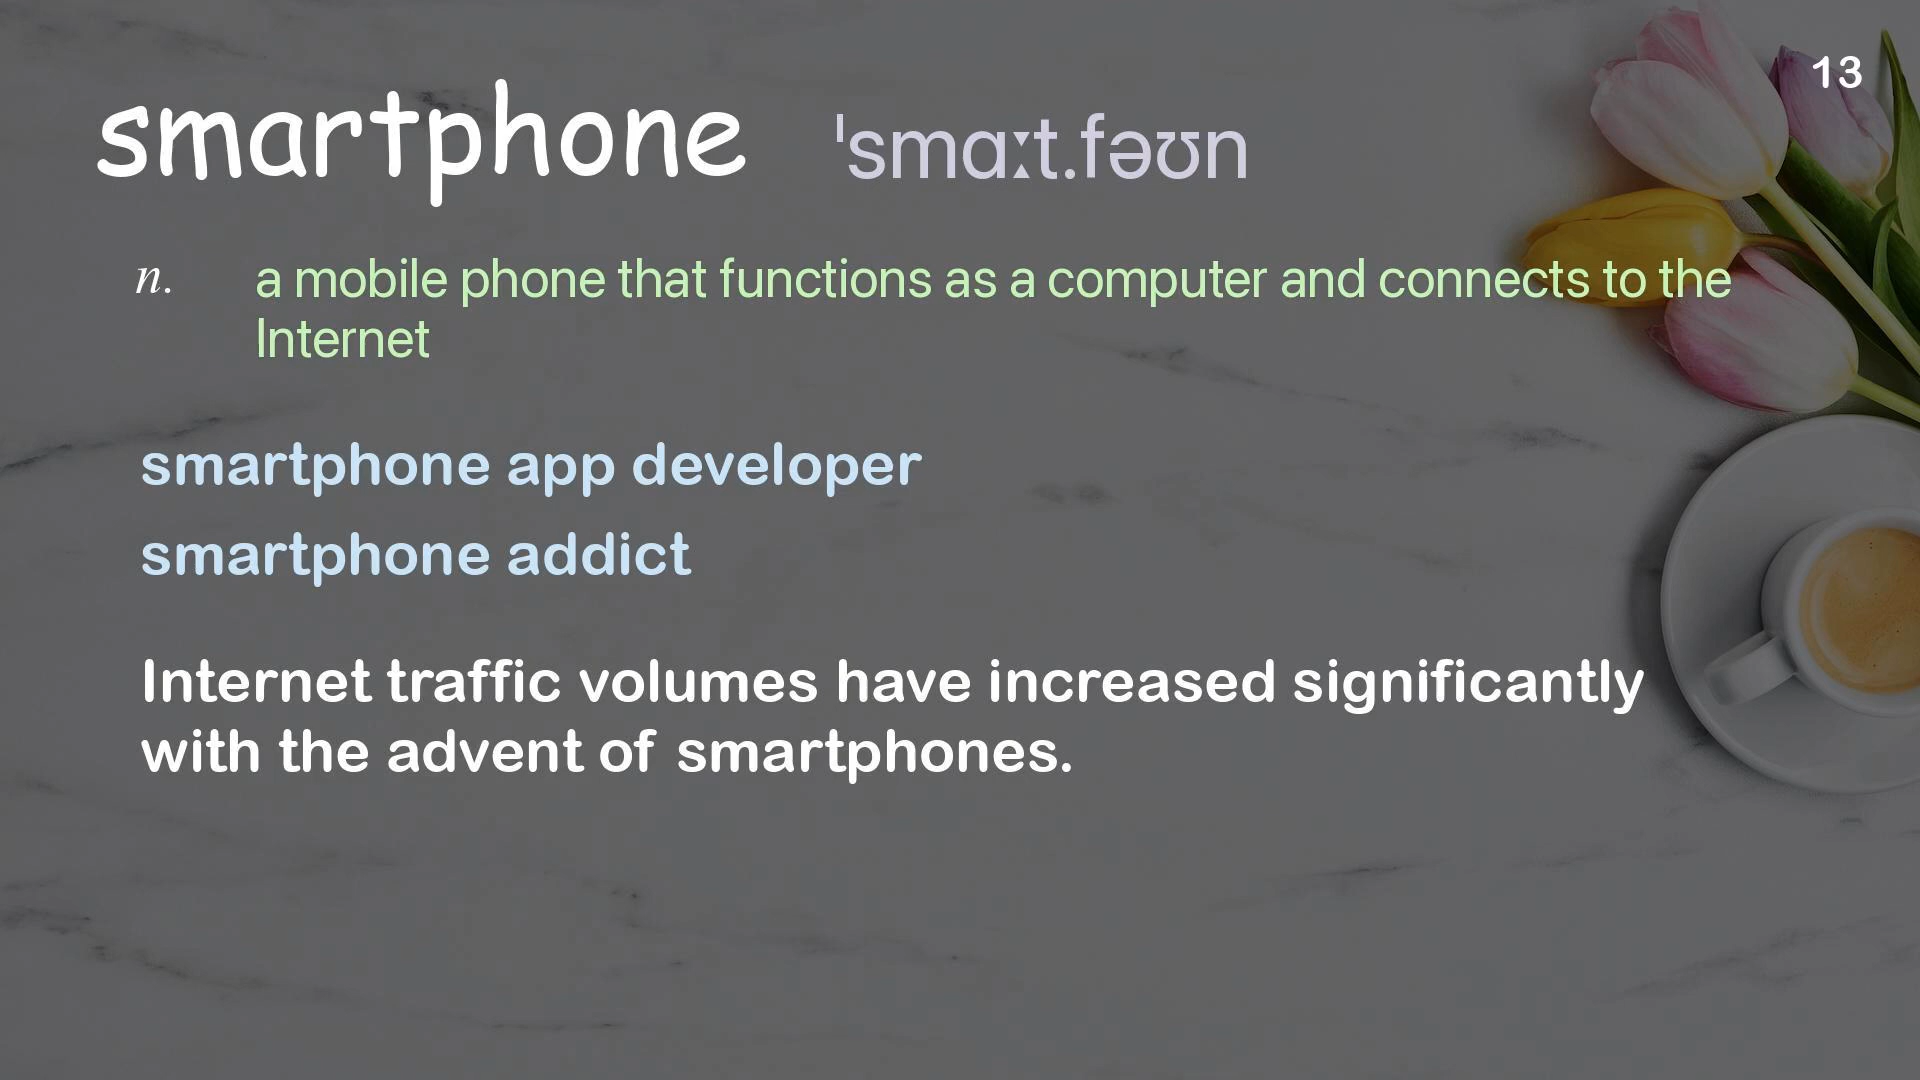 13
smartphone ˈsmɑːt.fəʊn
n. a mobile phone that functions as a computer and connects to the
Internet
smartphone app developer
smartphone addict
Internet traffic volumes have increased significantly
with the advent of smartphones.